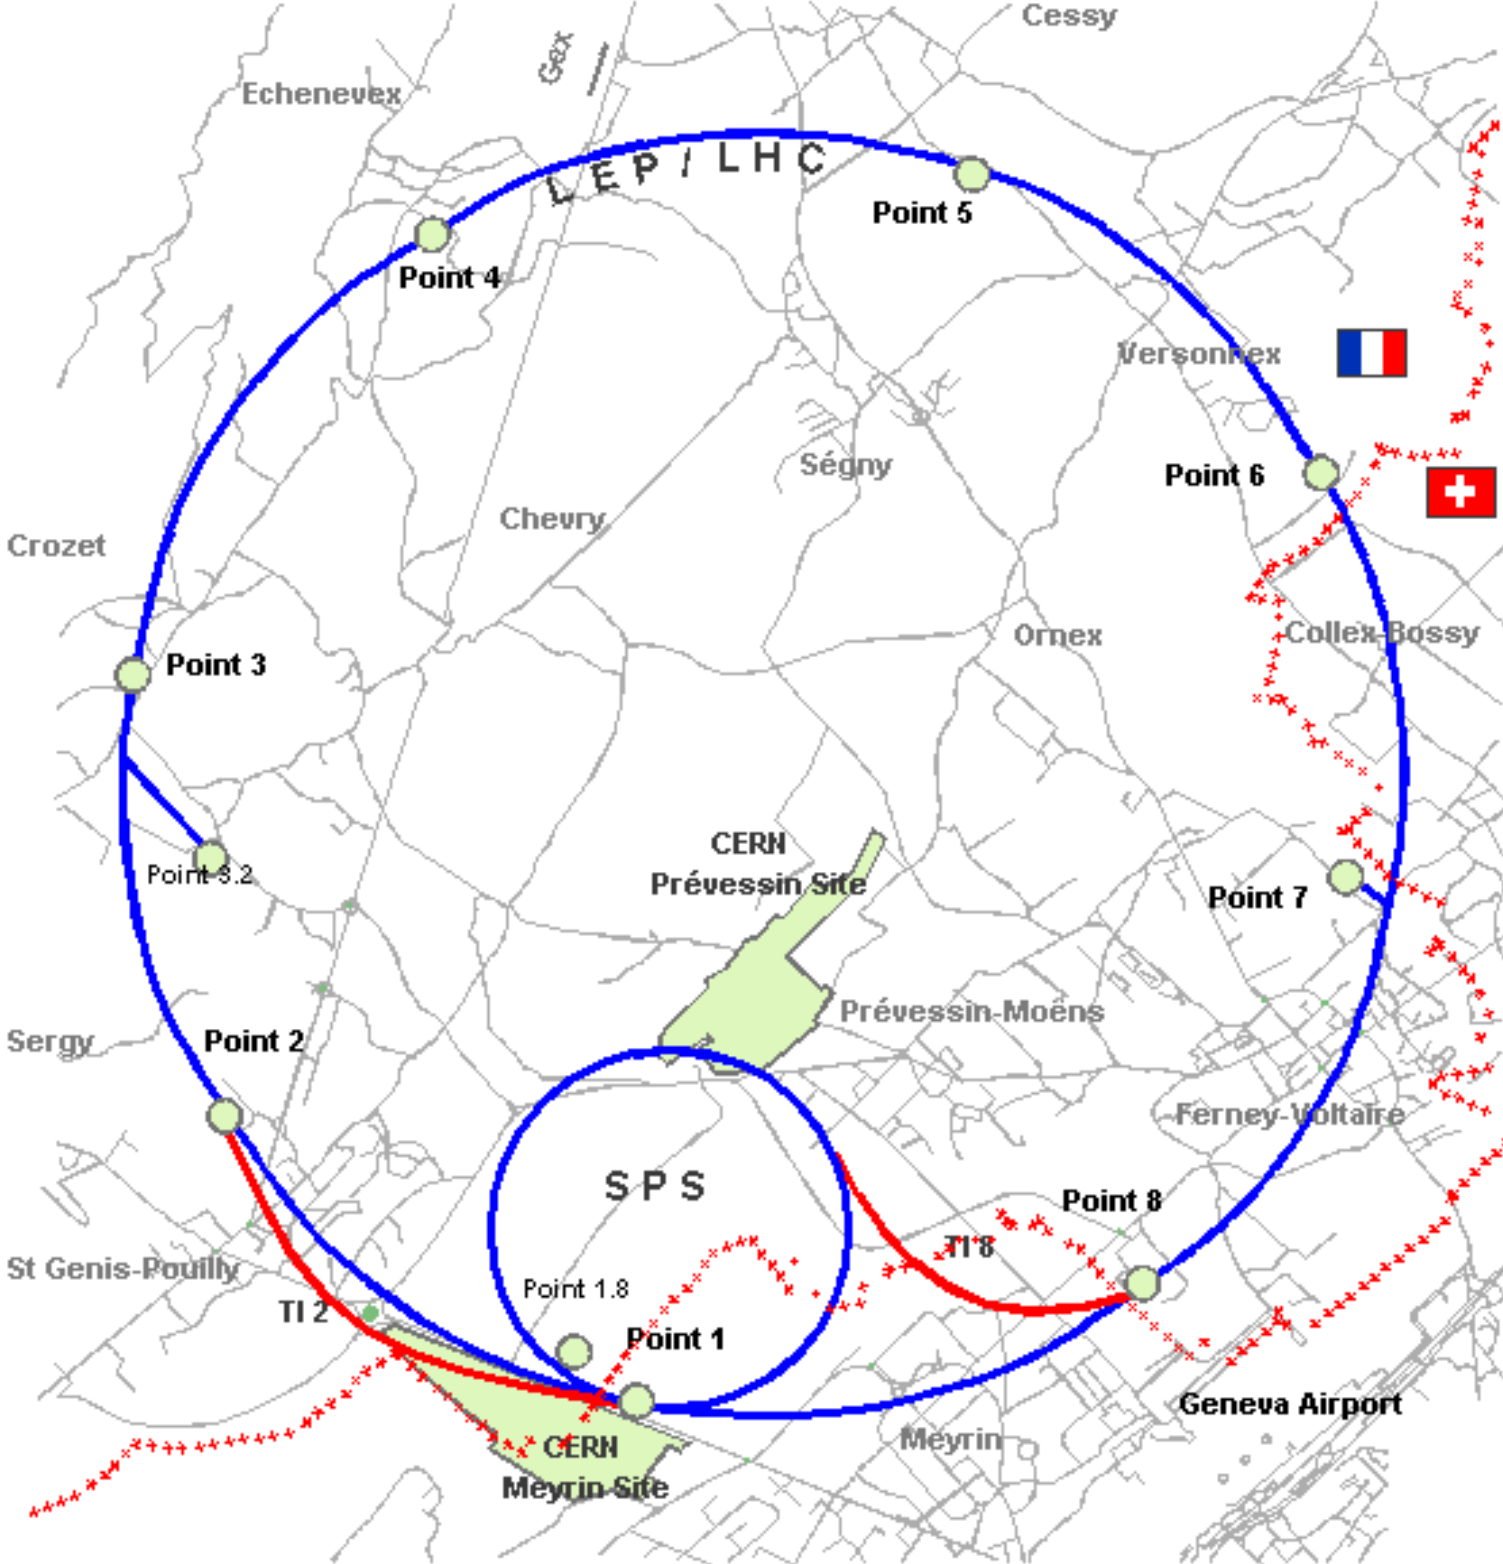 Cessy
Gex
Echenevex
LEP / LHC
Point 5
Point 4
Versonnex
Ségny
Point 6
Chevry
Crozet
Ornex
Collex-Bossy
Point 3
CERN
Prévessin Site
Point 3.2
Point 7
Prévessin-Moëns
Sergy
Point 2
Ferney-Voltaire
SPS
Point 8
TI 8
St Genis-Pouilly
Point 1.8
TI 2
Point 1
Geneva Airport
Meyrin
CERN
Meyrin Site